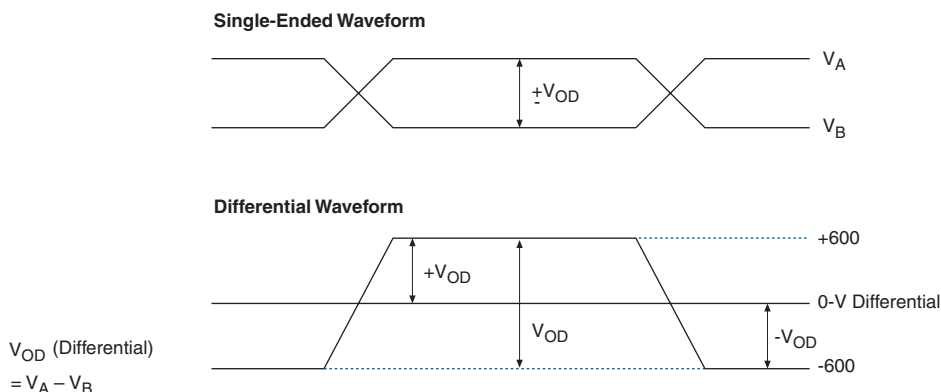 Single-Ended Waveform
V_A
±V_OD
V_B
Differential Waveform
+600
+V_OD
0-V Differential
V_OD
-V_OD
V_OD (Differential)
= V_A – V_B
-600